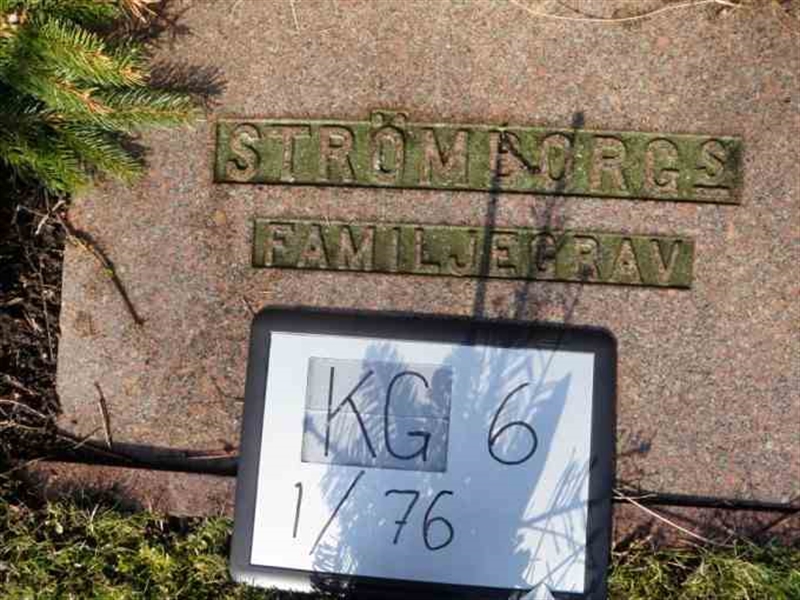 STRÖMBORGS
FAMILJEGRAV
KG 6
1/76